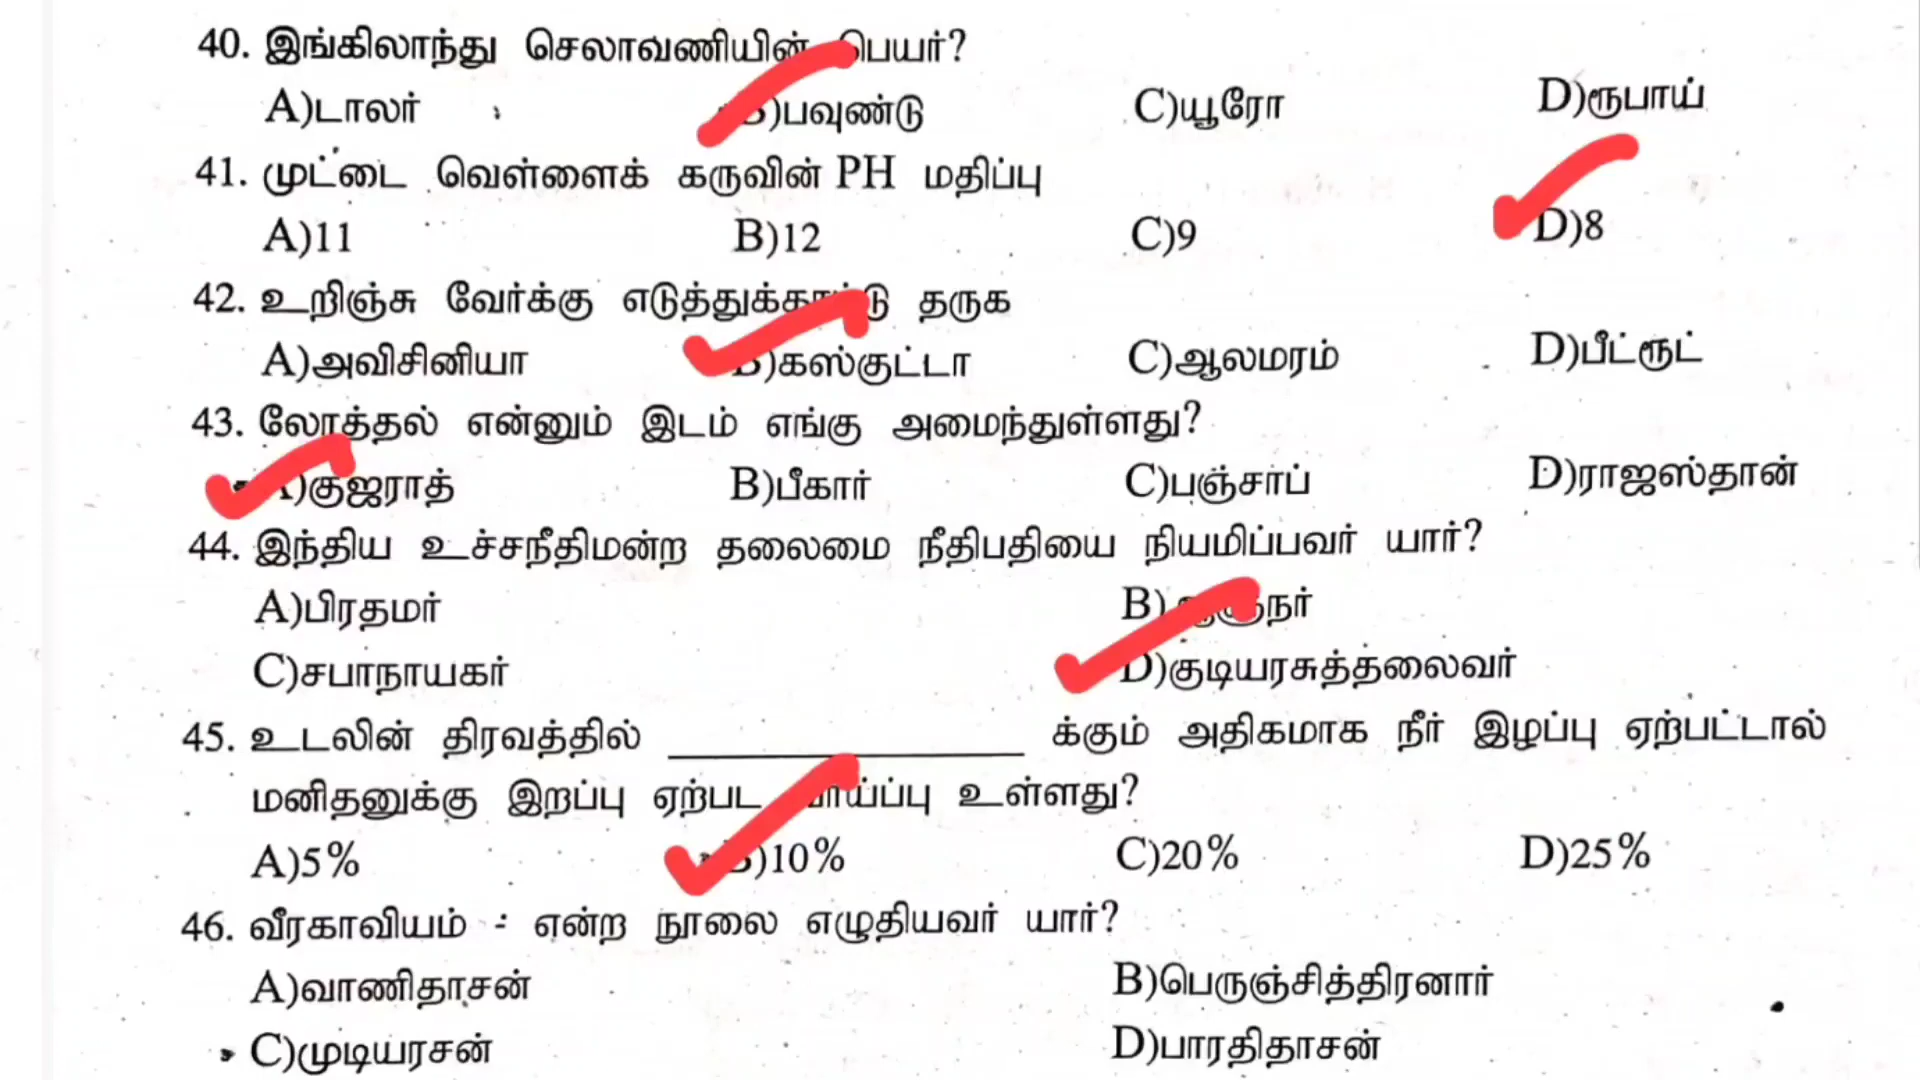 40. இங்கிலாந்து செலாவணியின் பெயர்?
A)டாலர் B)பவுண்டு C)யூரோ D)ரூபாய்
41. முட்டை வெள்ளைக் கருவின் PH மதிப்பு
A)11 B)12 C)9 D)8
42. உறிஞ்சு வேர்க்கு எடுத்துக்காட்டு தருக
A)அவிசினியா B)கஸ்குட்டா C)ஆலமரம் D)பீட்ரூட்
43. லோத்தல் என்னும் இடம் எங்கு அமைந்துள்ளது?
A)குஜராத் B)பீகார் C)பஞ்சாப் D)ராஜஸ்தான்
44. இந்திய உச்சநீதிமன்ற தலைமை நீதிபதியை நியமிப்பவர் யார்?
A)பிரதமர் B)ஆளுநர்
C)சபாநாயகர் D)குடியரசுத்தலைவர்
45. உடலின் திரவத்தில் ____________ க்கும் அதிகமாக நீர் இழப்பு ஏற்பட்டால்
மனிதனுக்கு இறப்பு ஏற்பட வாய்ப்பு உள்ளது?
A)5% B)10% C)20% D)25%
46. வீரகாவியம் - என்ற நூலை எழுதியவர் யார்?
A)வாணிதாசன் B)பெருஞ்சித்திரனார்
C)முடியரசன் D)பாரதிதாசன்